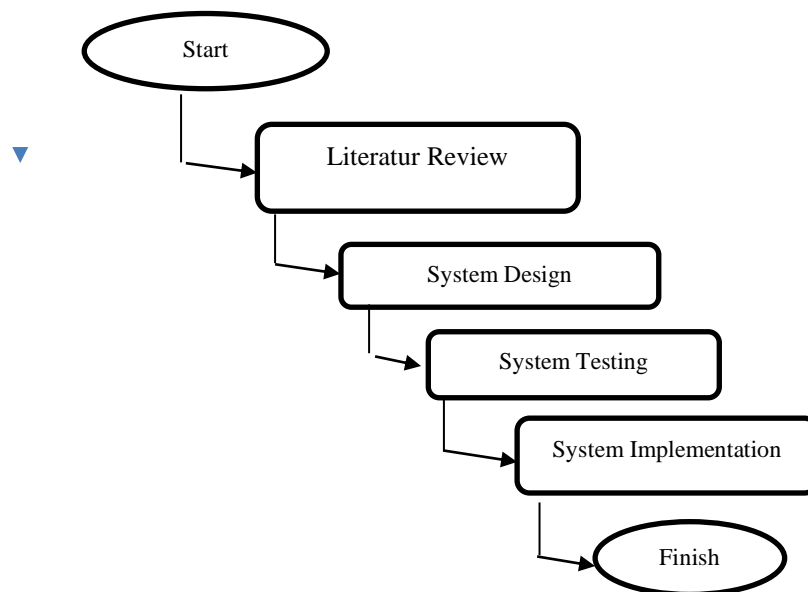 Start
Literatur Review
System Design
System Testing
System Implementation
Finish